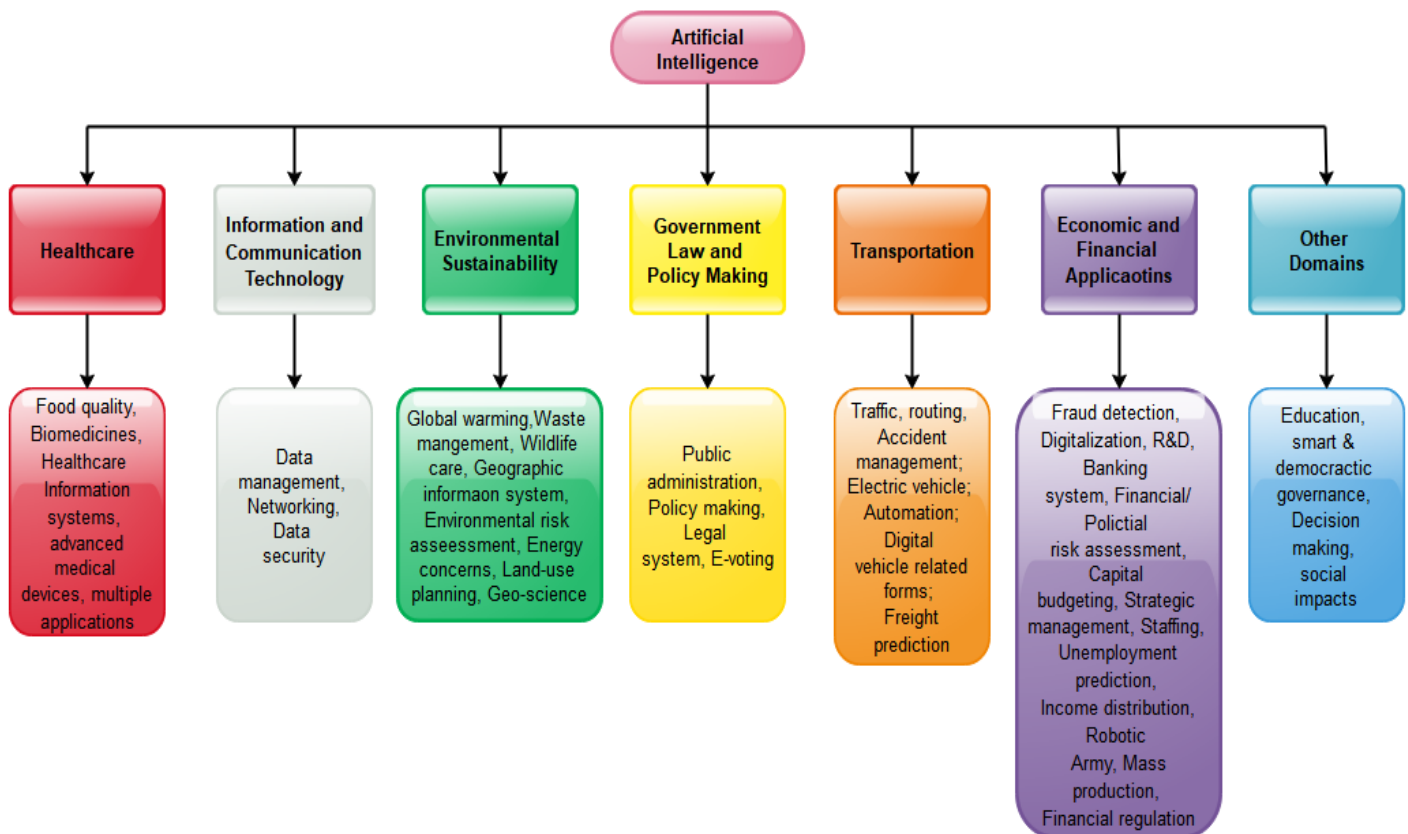 Artificial
Intelligence
Healthcare
Information and
Communication
Technology
Environmental
Sustainability
Government
Law and
Policy Making
Transportation
Economic and
Financial
Applicaotins
Other
Domains
Food quality,
Biomedicines,
Healthcare
Information
systems,
advanced
medical
devices, multiple
applications
Data
management,
Networking,
Data
security
Global warming,Waste
mangement, Wildlife
care, Geographic
informaon system,
Environmental risk
asseessment, Energy
concerns, Land-use
planning, Geo-science
Public
administration,
Policy making,
Legal
system, E-voting
Traffic, routing,
Accident
management;
Electric vehicle;
Automation;
Digital
vehicle related
forms;
Freight
prediction
Fraud detection,
Digitalization, R&D,
Banking
system, Financial/
Polictial
risk assessment,
Capital
budgeting, Strategic
management, Staffing,
Unemployment
prediction,
Income distribution,
Robotic
Army, Mass
production,
Financial regulation
Education,
smart &
democractic
governance,
Decision
making,
social
impacts